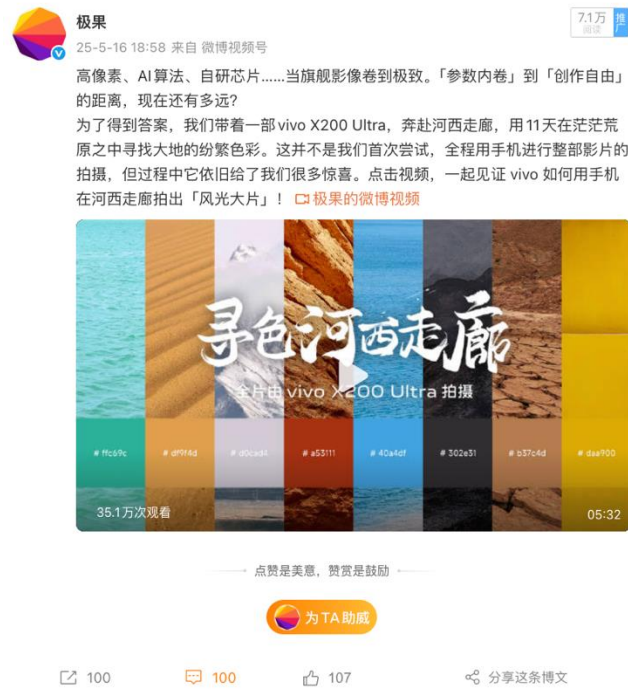 极果
25-5-16 18:58 来自 微博视频号
7.1万
阅读
推广
高像素、AI算法、自研芯片……当旗舰影像卷到极致。「参数内卷」到「创作自由」
的距离，现在还有多远？
为了得到答案，我们带着一部vivo X200 Ultra，奔赴河西走廊，用11天在茫茫荒
原之中寻找大地的纷繁色彩。这并不是我们首次尝试，全程用手机进行整部影片的
拍摄，但过程中它依旧给了我们很多惊喜。点击视频，一起见证 vivo 如何用手机
在河西走廊拍出「风光大片」！ 极果的微博视频
寻色河西走廊
全片由 vivo X200 Ultra 拍摄
# ffc69c
# df9f4d
# d0cad4
# a53111
# 40a4df
# 302e31
# b37c4d
# daa900
35.1万次观看
05:32
点赞是美意，赞赏是鼓励
为TA助威
100
100
107
分享这条博文